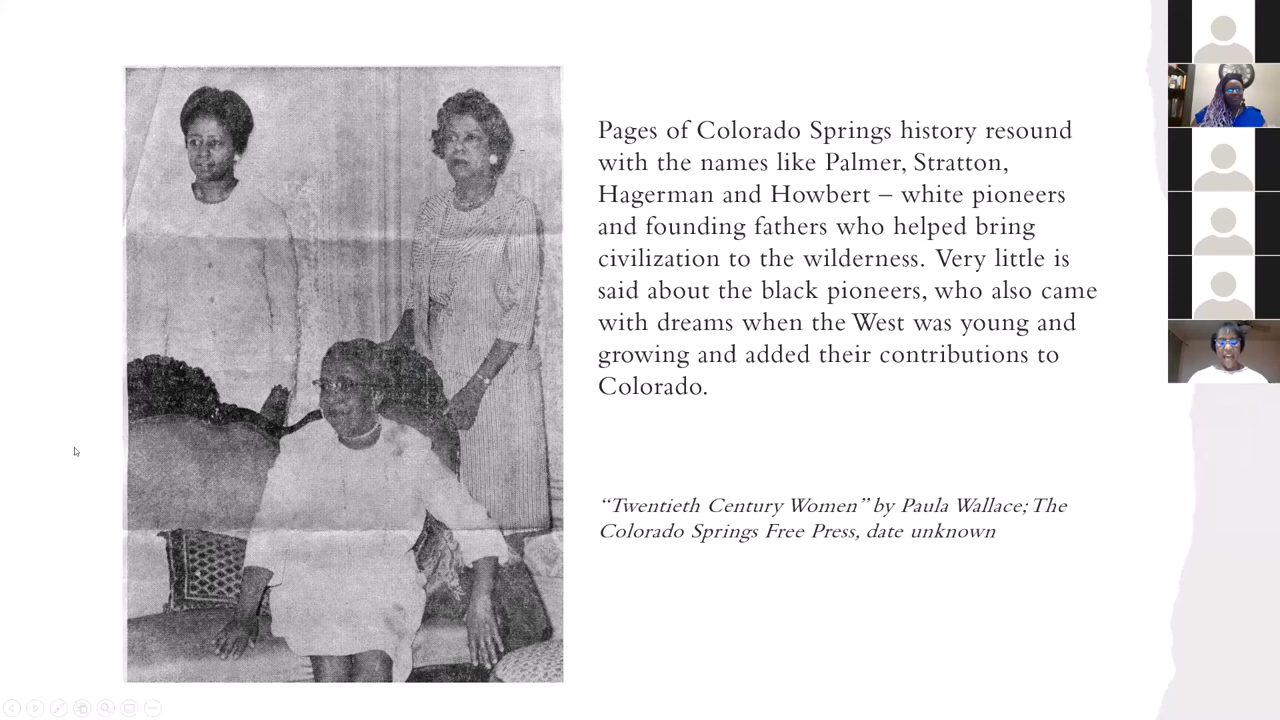 Pages of Colorado Springs history resound
with the names like Palmer, Stratton,
Hagerman and Howbert – white pioneers
and founding fathers who helped bring
civilization to the wilderness. Very little is
said about the black pioneers, who also came
with dreams when the West was young and
growing and added their contributions to
Colorado.
“Twentieth Century Women” by Paula Wallace; The
Colorado Springs Free Press, date unknown